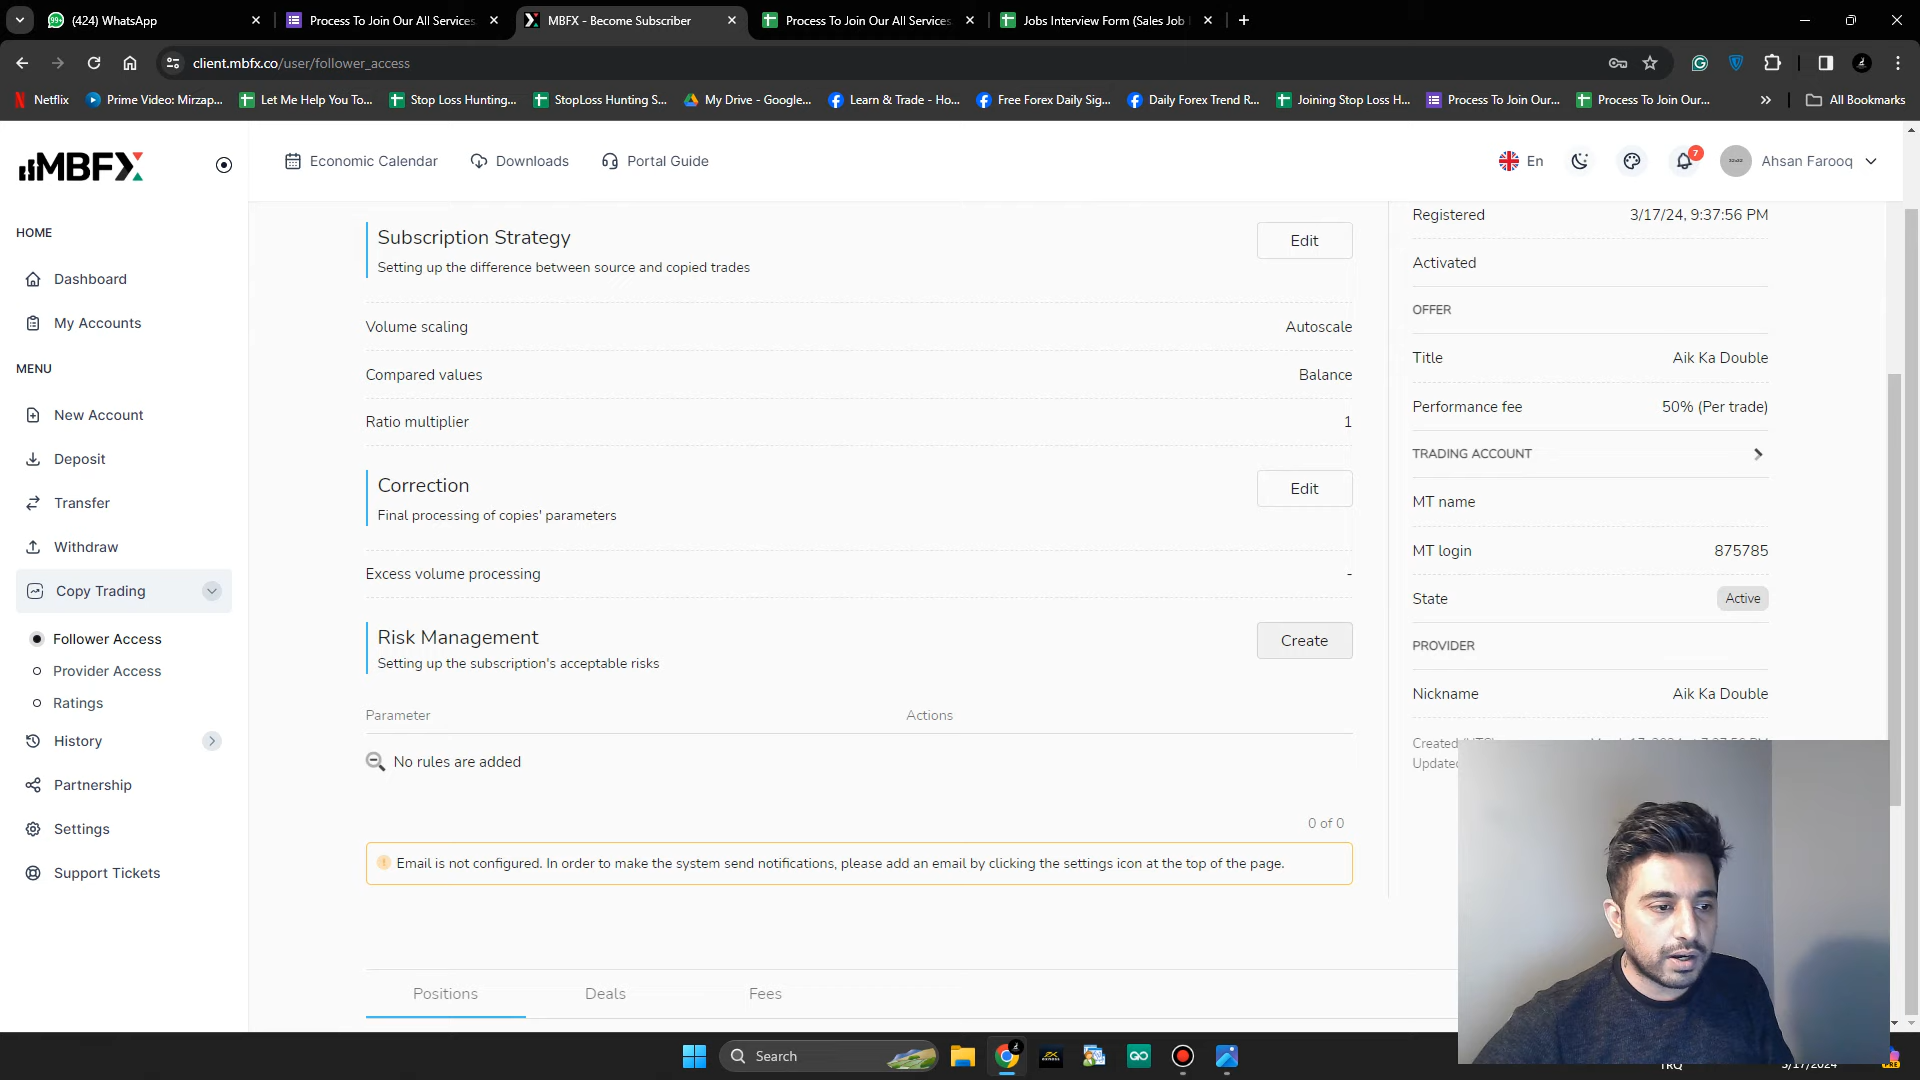 (424) WhatsApp
Process To Join Our All Services
MBFX - Become Subscriber
Process To Join Our All Services
Jobs Interview Form (Sales Job
client.mbfx.co/user/follower_access
Netflix
Prime Video: Mirzap...
Let Me Help You To...
Stop Loss Hunting...
StopLoss Hunting S...
My Drive - Google...
Learn & Trade - Ho...
Free Forex Daily Sig...
Daily Forex Trend R...
Joining Stop Loss H...
Process To Join Our...
Process To Join Our...
All Bookmarks
MBFX
Economic Calendar
Downloads
Portal Guide
En
7
Ahsan Farooq
HOME
Dashboard
My Accounts
MENU
New Account
Deposit
Transfer
Withdraw
Copy Trading
Follower Access
Provider Access
Ratings
History
Partnership
Settings
Support Tickets
Subscription Strategy
Edit
Setting up the difference between source and copied trades
Volume scaling
Autoscale
Compared values
Balance
Ratio multiplier
1
Correction
Edit
Final processing of copies' parameters
Excess volume processing
-
Risk Management
Create
Setting up the subscription's acceptable risks
Parameter
Actions
No rules are added
0 of 0
Email is not configured. In order to make the system send notifications, please add an email by clicking the settings icon at the top of the page.
Positions
Deals
Fees
Registered
3/17/24, 9:37:56 PM
Activated
OFFER
Title
Aik Ka Double
Performance fee
50% (Per trade)
TRADING ACCOUNT
MT name
MT login
875785
State
Active
PROVIDER
Nickname
Aik Ka Double
Search